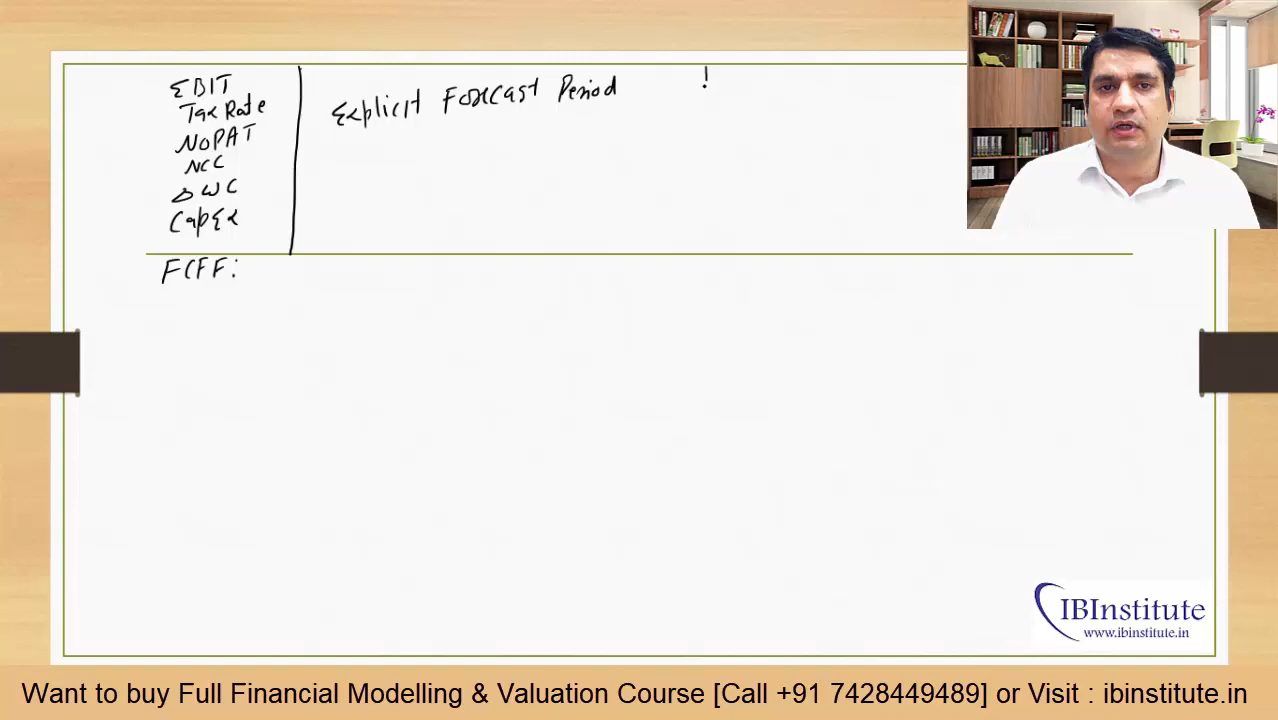 EBIT
Tax Rate
NOPAT
NCC
Δ WC
CapEx
FCFF:
Explicit Forecast Period
IBInstitute
www.ibinstitute.in
Want to buy Full Financial Modelling & Valuation Course [Call +91 7428449489] or Visit : ibinstitute.in